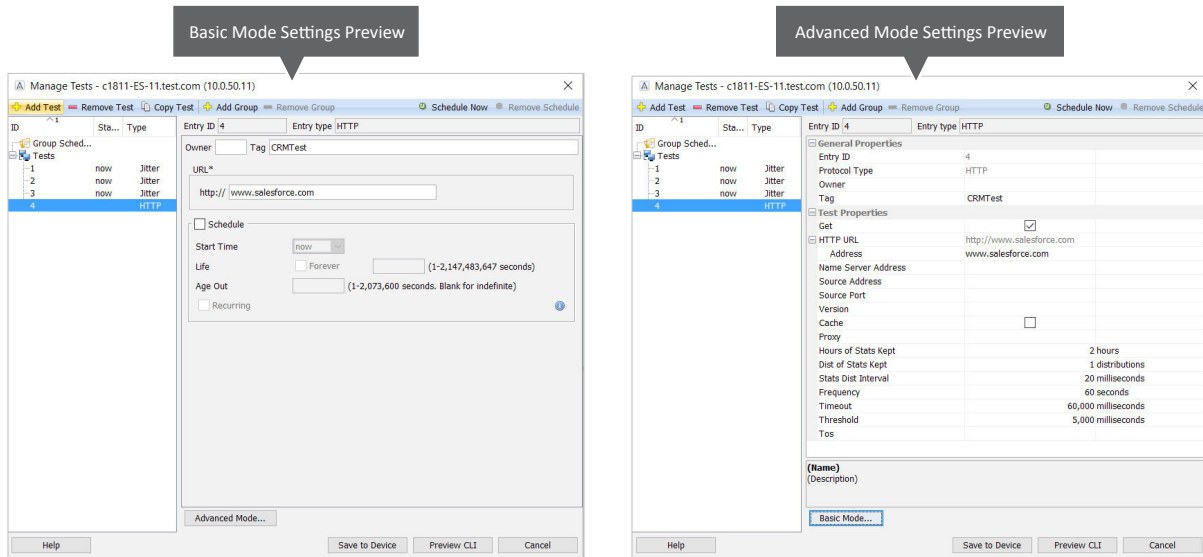 Basic Mode Settings Preview
Manage Tests - c1811-ES-11.test.com (10.0.50.11)
Add Test Remove Test Copy Test Add Group Remove Group Schedule Now Remove Schedule
ID 1 Sta... Type
Group Sched...
Tests
1 now Jitter
2 now Jitter
3 now Jitter
4 HTTP
Entry ID 4 Entry type HTTP
Owner Tag CRMTest
URL*
http:// www.salesforce.com
Schedule
Start Time now
Life Forever (1-2,147,483,647 seconds)
Age Out (1-2,073,600 seconds. Blank for indefinite)
Recurring
Advanced Mode...
Help Save to Device Preview CLI Cancel
Advanced Mode Settings Preview
Manage Tests - c1811-ES-11.test.com (10.0.50.11)
Add Test Remove Test Copy Test Add Group Remove Group Schedule Now Remove Schedule
ID 1 Sta... Type
Group Sched...
Tests
1 now Jitter
2 now Jitter
3 now Jitter
4 HTTP
Entry ID 4 Entry type HTTP
General Properties
Entry ID 4
Protocol Type HTTP
Owner
Tag CRMTest
Test Properties
Get
HTTP URL http://www.salesforce.com
Address www.salesforce.com
Name Server Address
Source Address
Source Port
Version
Cache
Proxy
Hours of Stats Kept 2 hours
Dist of Stats Kept 1 distributions
Stats Dist Interval 20 milliseconds
Frequency 60 seconds
Timeout 60,000 milliseconds
Threshold 5,000 milliseconds
Tos
(Name)
(Description)
Basic Mode...
Help Save to Device Preview CLI Cancel